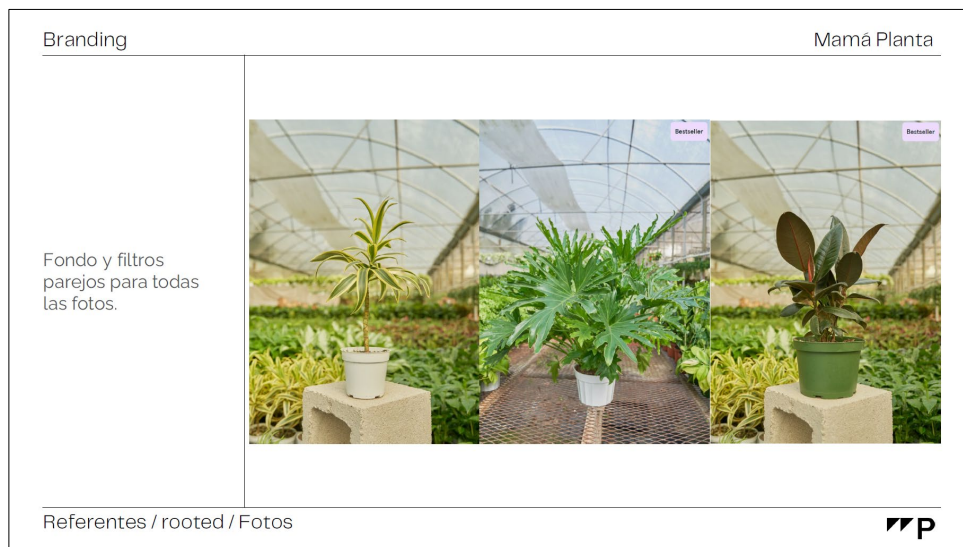 Branding
Mamá Planta
Fondo y filtros
parejos para todas
las fotos.
Bestseller
Bestseller
Referentes / rooted / Fotos
P